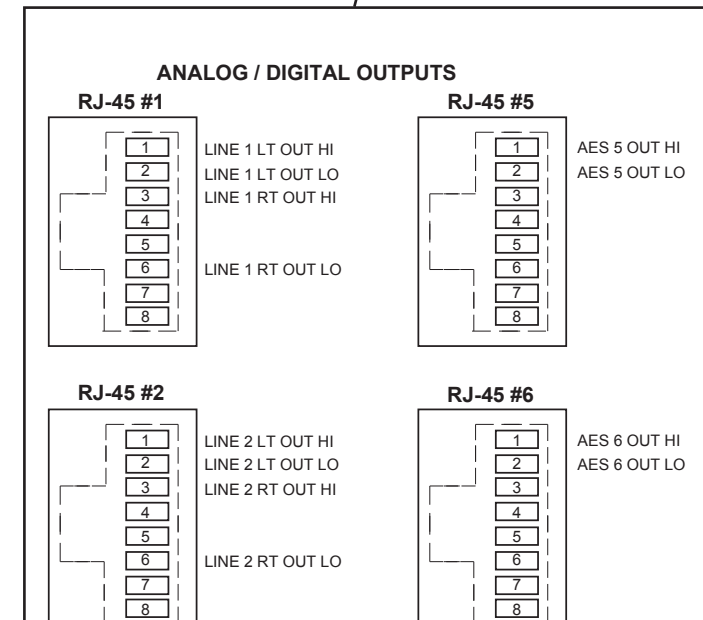 ANALOG / DIGITAL OUTPUTS
RJ-45 #1
1 LINE 1 LT OUT HI
2 LINE 1 LT OUT LO
3 LINE 1 RT OUT HI
4
5
6 LINE 1 RT OUT LO
7
8
RJ-45 #5
1 AES 5 OUT HI
2 AES 5 OUT LO
3
4
5
6
7
8
RJ-45 #2
1 LINE 2 LT OUT HI
2 LINE 2 LT OUT LO
3 LINE 2 RT OUT HI
4
5
6 LINE 2 RT OUT LO
7
8
RJ-45 #6
1 AES 6 OUT HI
2 AES 6 OUT LO
3
4
5
6
7
8